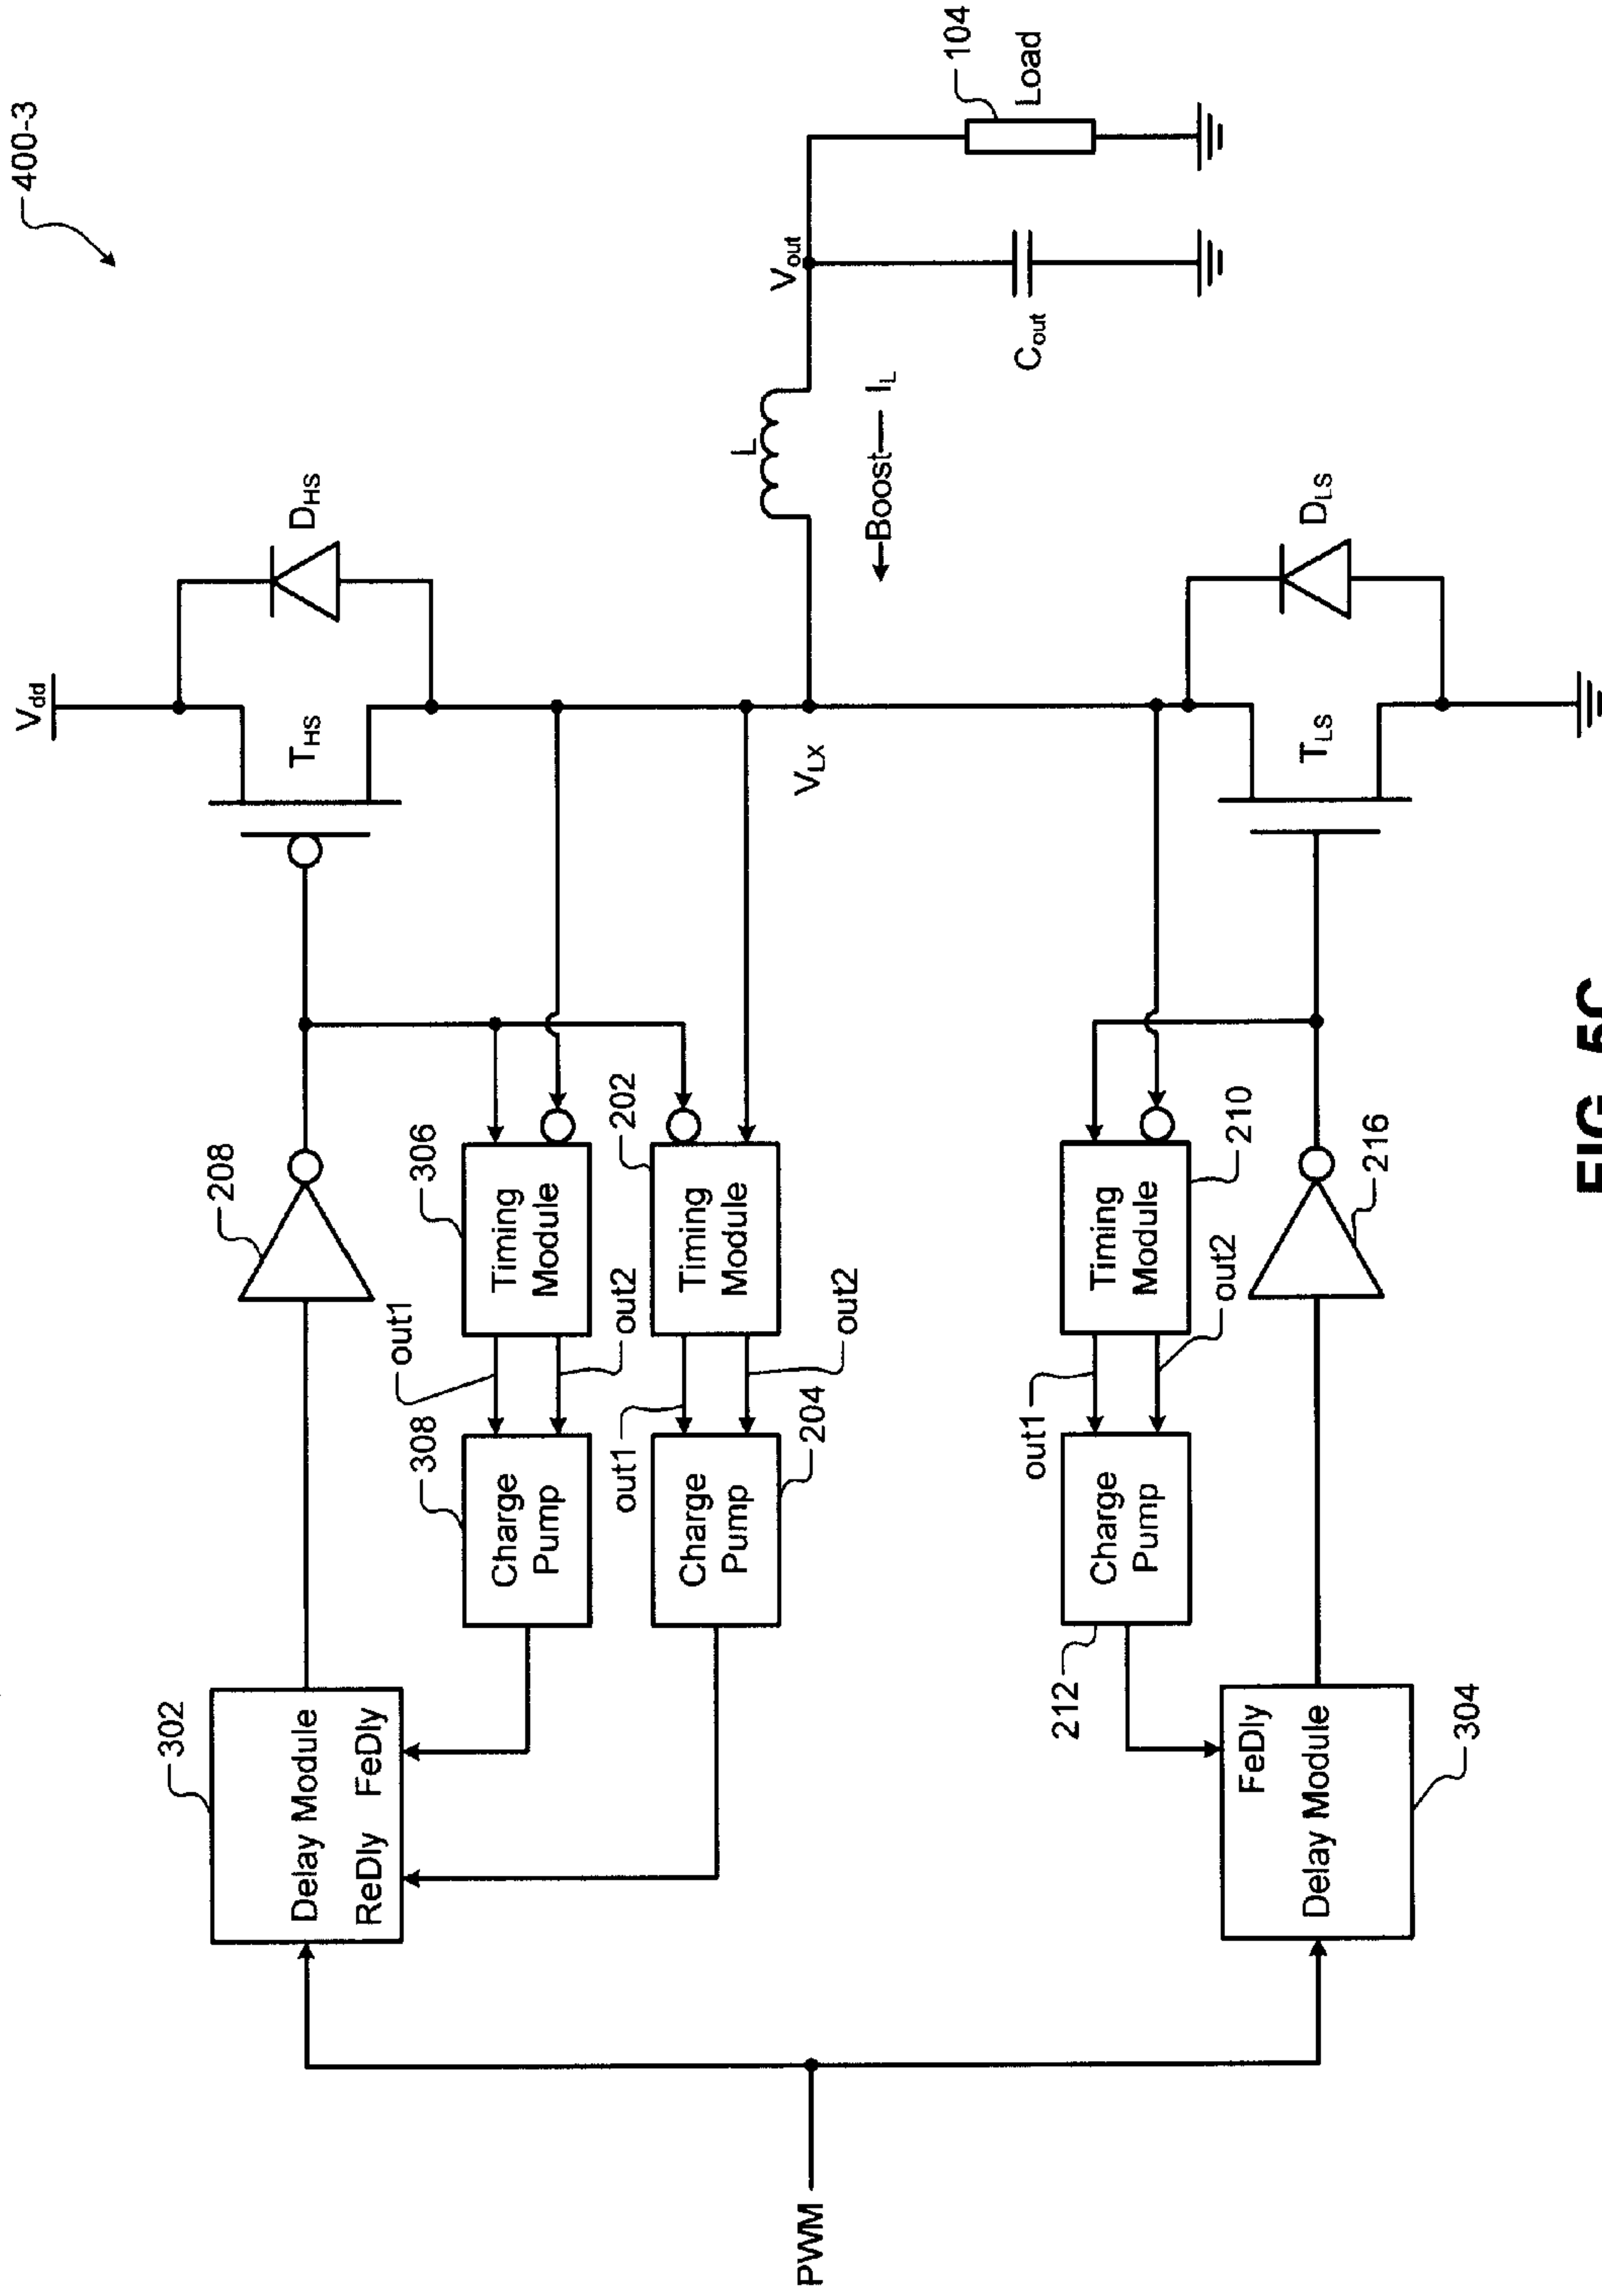 400-3
Vdd
THS
DHS
208
302
Delay Module
ReDly FeDly
out1
306
Timing
Module
308
Charge
Pump
out2
202
Timing
Module
out1
Charge
Pump
204
out2
PWM
VLX
L
Vout
←Boost— IL
Cout
104
Load
212
Charge
Pump
out1
Timing
Module
210
out2
216
FeDly
Delay Module
304
TLS
DLS
FIG. 5C